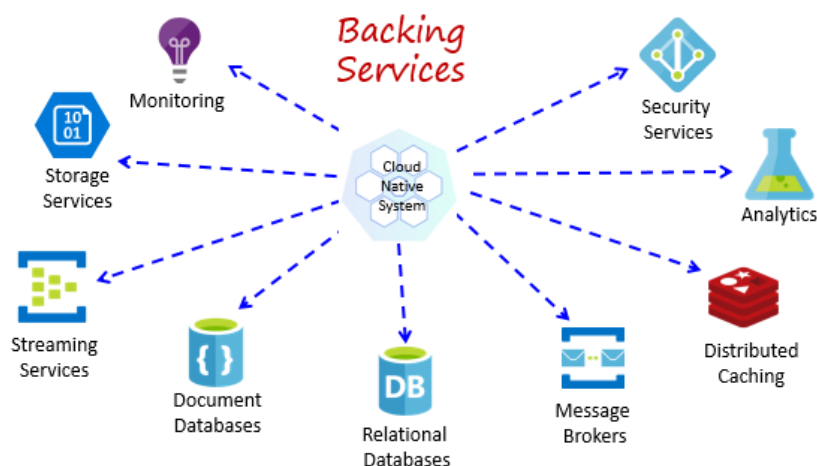 Backing
Services
Monitoring
Security
Services
10
01
Storage
Services
Cloud
Native
System
Analytics
Streaming
Services
{ }
Document
Databases
DB
Relational
Databases
Message
Brokers
Distributed
Caching